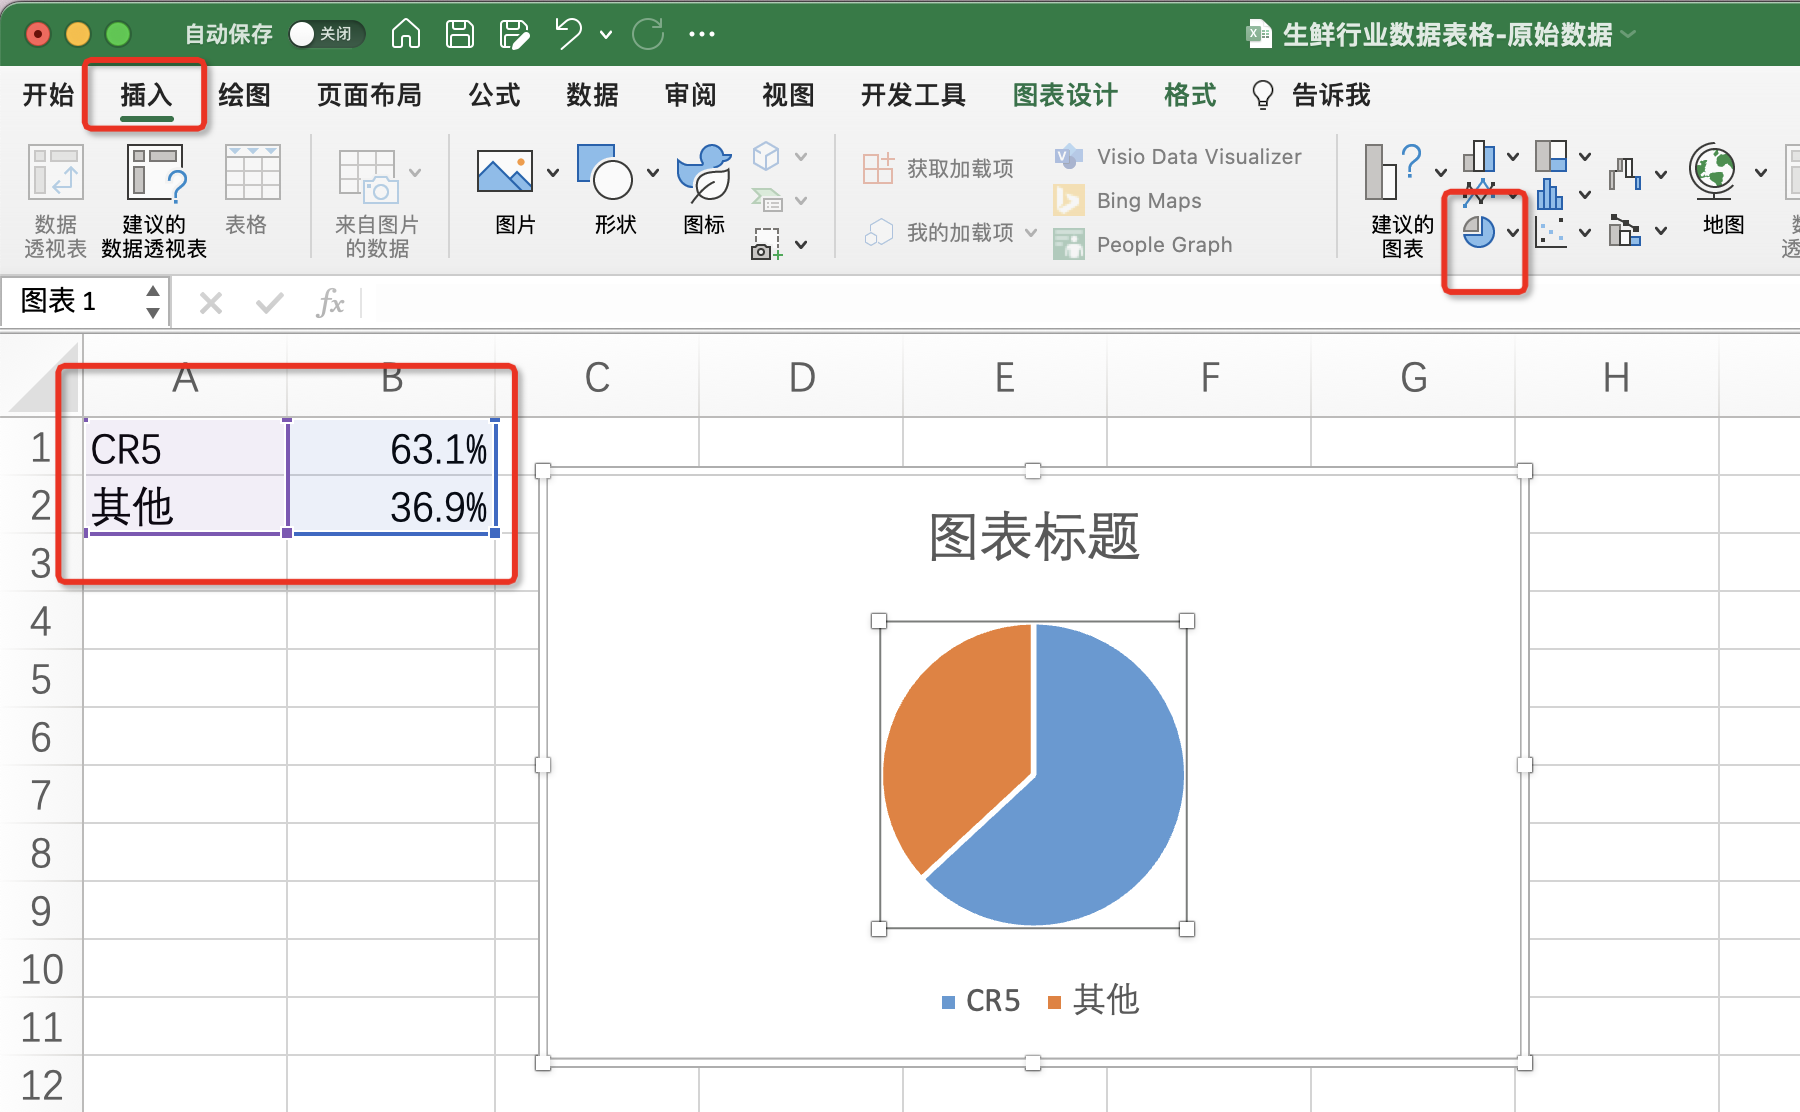 自动保存 关闭 生鲜行业数据表格-原始数据
开始 插入 绘图 页面布局 公式 数据 审阅 视图 开发工具 图表设计 格式 告诉我
数据
透视表
建议的
数据透视表
表格
来自图片
的数据
图片
形状
图标
获取加载项
我的加载项
Visio Data Visualizer
Bing Maps
People Graph
建议的
图表
地图
图表 1
fx
A B C D E F G H
1 CR5 63.1%
2 其他 36.9%
3
4
5
6
7
8
9
10
11
12
图表标题
CR5 其他